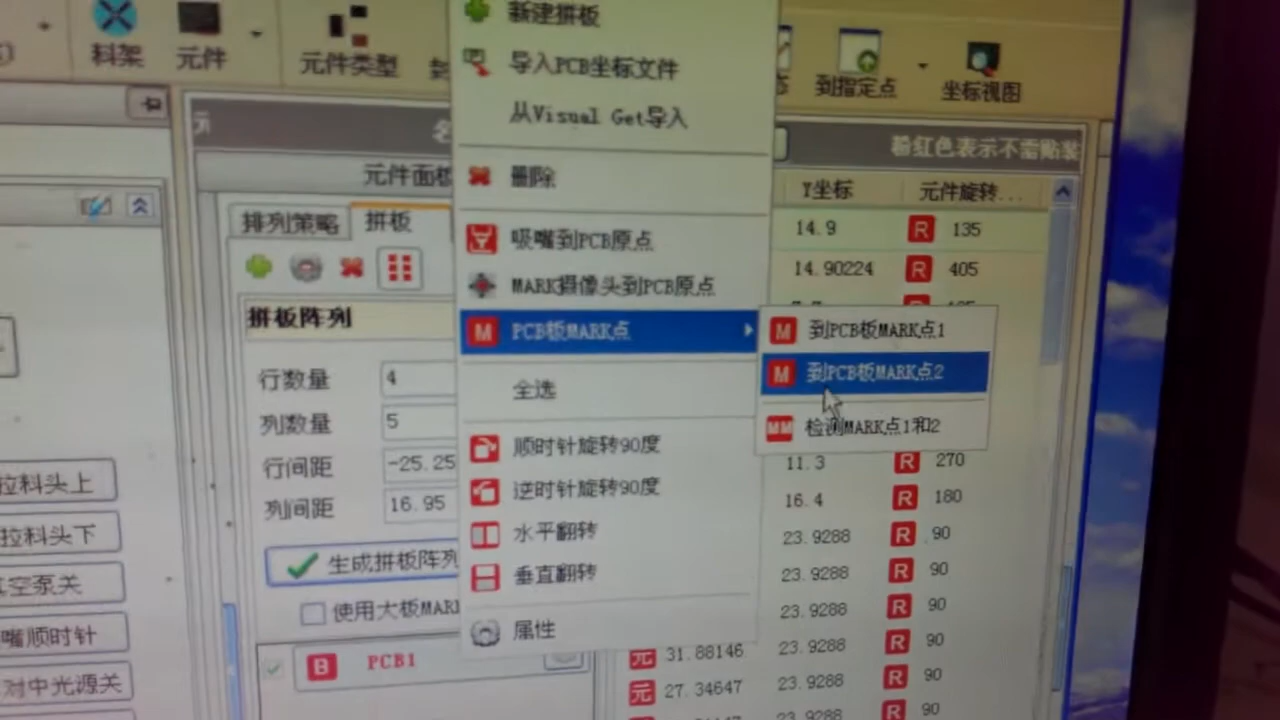 料架
元件
元件类型
到指定点
坐标视图
新建拼板
导入PCB坐标文件
从Visual Get导入
删除
吸嘴到PCB原点
MARK摄像头到PCB原点
PCB板MARK点
全选
顺时针旋转90度
逆时针旋转90度
水平翻转
垂直翻转
属性
到PCB板MARK点1
到PCB板MARK点2
检测MARK点1和2
粉红色表示不需贴装
元件面板
排列策略 拼板
拼板阵列
行数量 4
列数量 5
行间距 -25.25
列间距 16.95
生成拼板阵列
使用大板MARK
B PCB1
拉料头上
拉料头下
空泵关
嘴顺时针
对中光源关
Y坐标 元件旋转...
14.9 R 135
14.90224 R 405
11.3 R 270
16.4 R 180
23.9288 R 90
23.9288 R 90
23.9288 R 90
元 31.88146 23.9288 R 90
元 27.34647 23.9288 R 90
23.9288 R 90